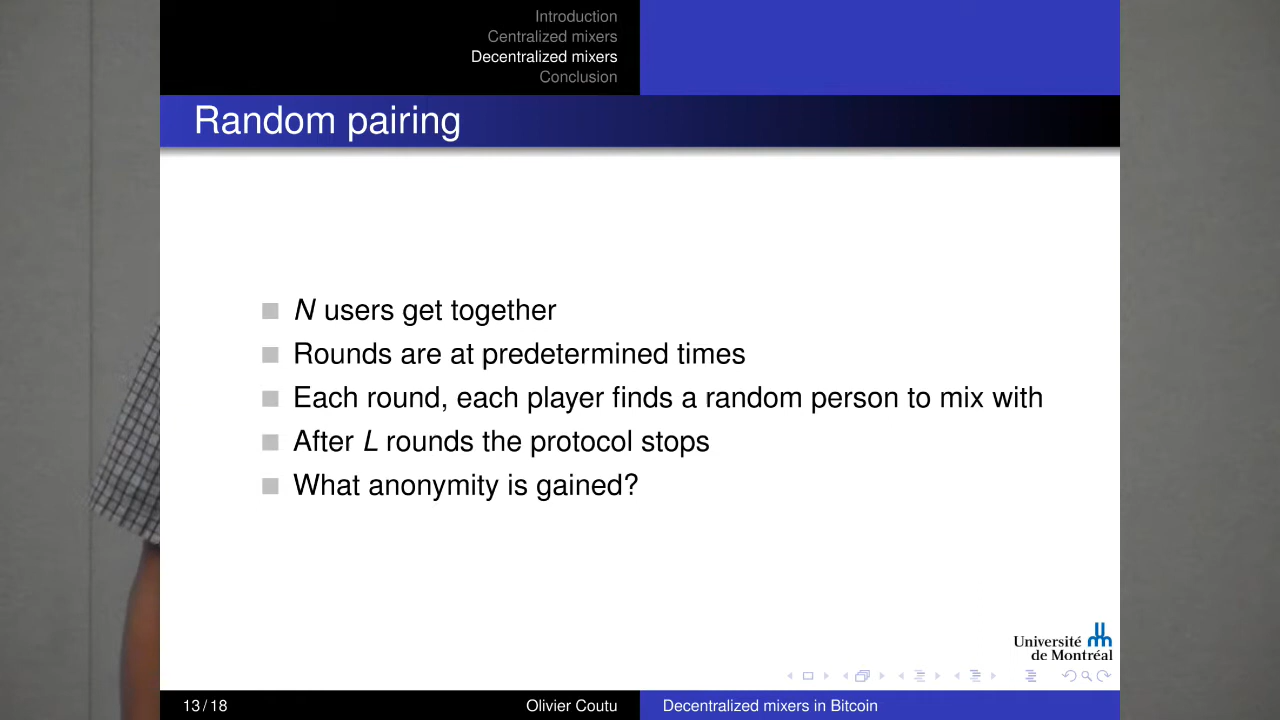 Introduction
Centralized mixers
Decentralized mixers
Conclusion
Random pairing
N users get together
Rounds are at predetermined times
Each round, each player finds a random person to mix with
After L rounds the protocol stops
What anonymity is gained?
Université
de Montréal
13 / 18
Olivier Coutu
Decentralized mixers in Bitcoin